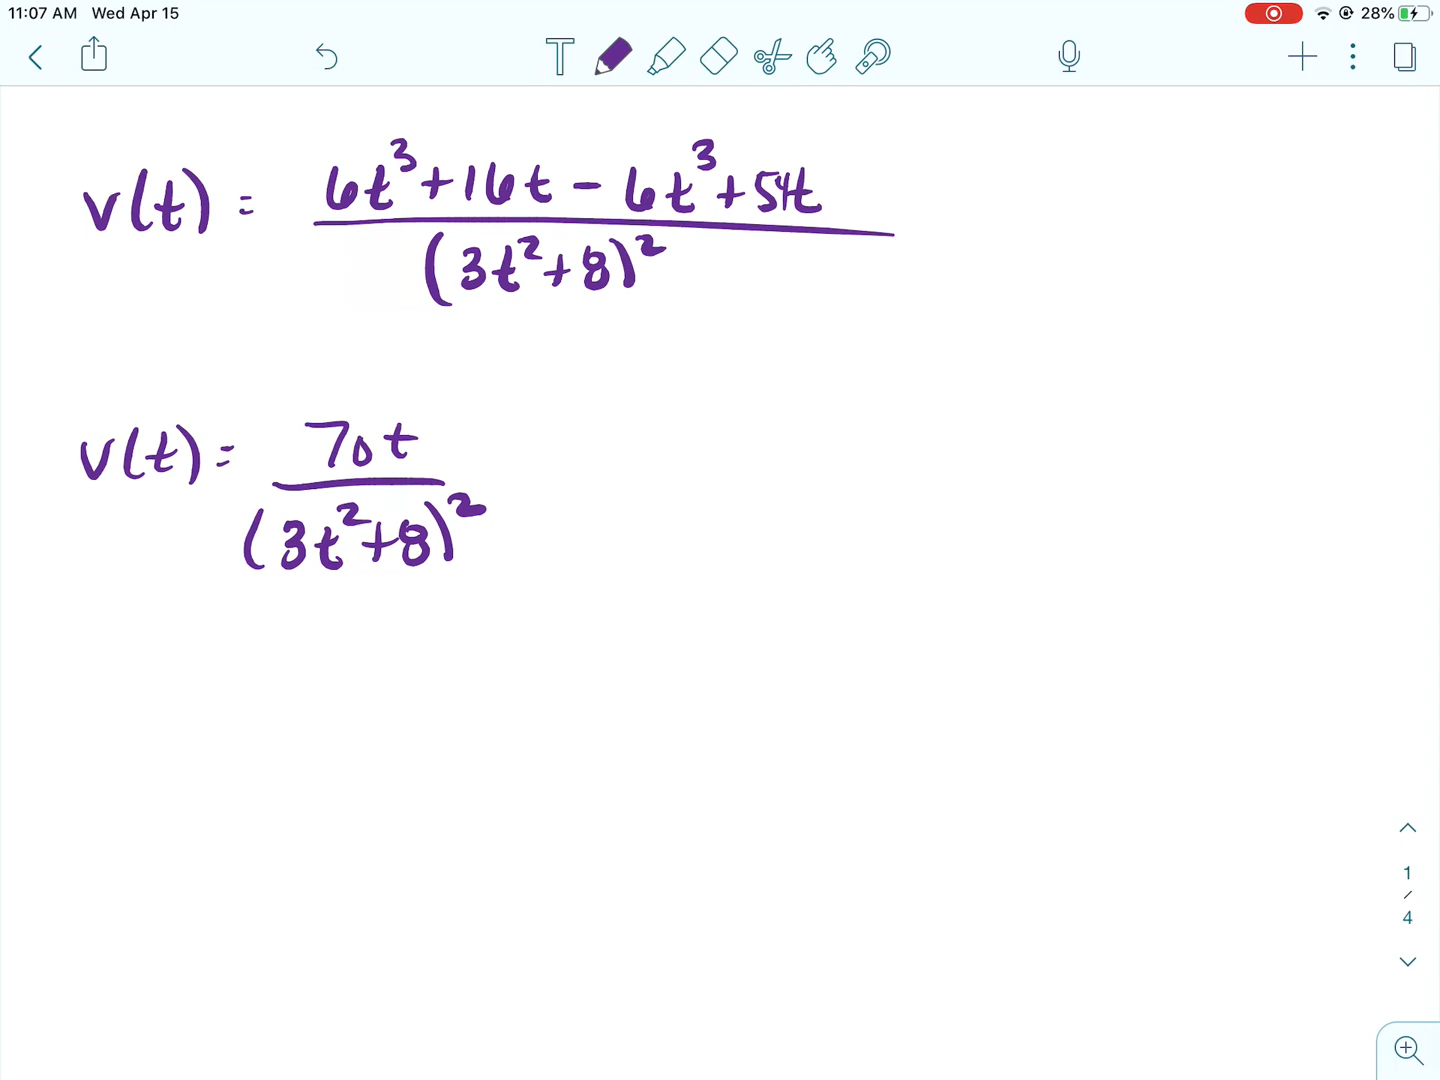 11:07 AM Wed Apr 15 28%
T
v(t) = 6t³+16t - 6t³+54t
(3t²+8)²
v(t) = 70t
(3t²+8)²
1
/
4